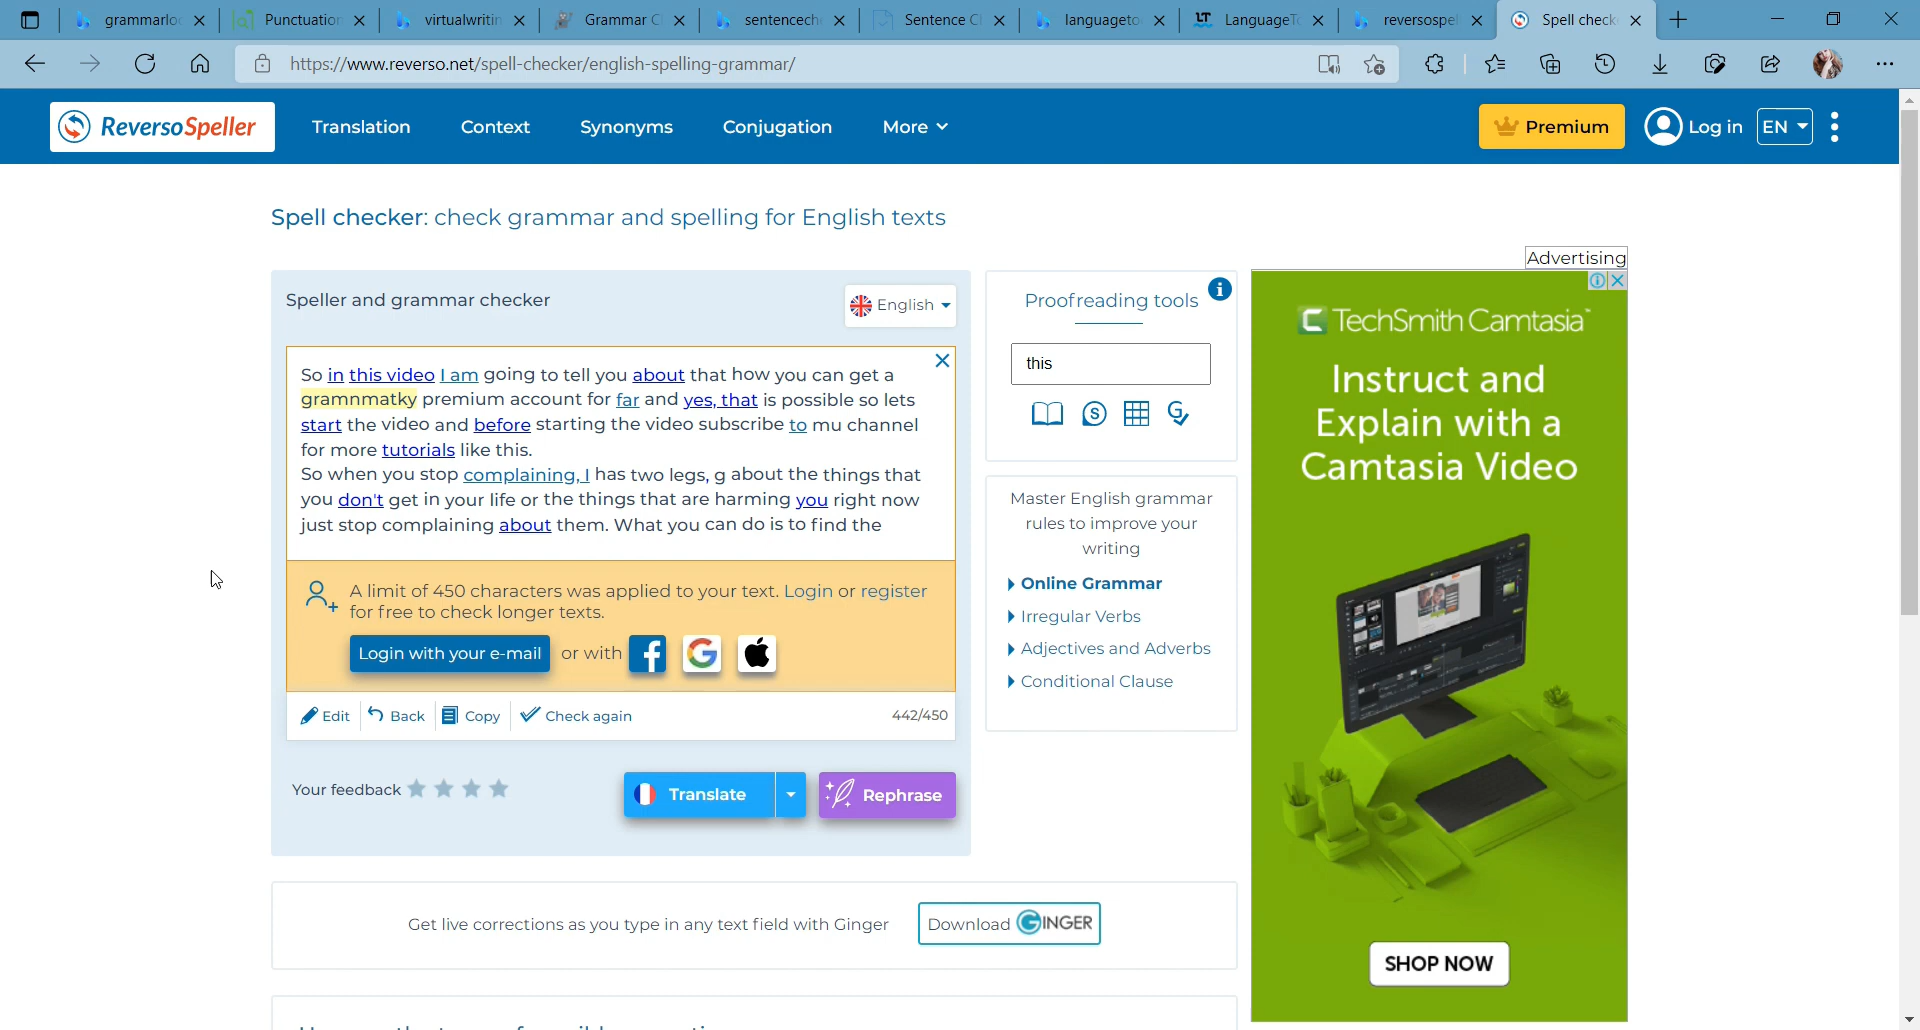 grammarlo
Punctuation
virtualwritin
Grammar C
sentencech
Sentence C
languageto
LanguageTo
reversospel
Spell check
https://www.reverso.net/spell-checker/english-spelling-grammar/
ReversoSpeller
Translation
Context
Synonyms
Conjugation
More
Premium
Log in
EN
Spell checker: check grammar and spelling for English texts
Advertising
Speller and grammar checker
English
So in this video I am going to tell you about that how you can get a
gramnmatky premium account for far and yes, that is possible so lets
start the video and before starting the video subscribe to mu channel
for more tutorials like this.
So when you stop complaining, I has two legs, g about the things that
you don't get in your life or the things that are harming you right now
just stop complaining about them. What you can do is to find the
A limit of 450 characters was applied to your text. Login or register
for free to check longer texts.
Login with your e-mail
or with
Edit
Back
Copy
Check again
442/450
Your feedback
Translate
Rephrase
Proofreading tools
this
Master English grammar
rules to improve your
writing
Online Grammar
Irregular Verbs
Adjectives and Adverbs
Conditional Clause
TechSmith Camtasia
Instruct and
Explain with a
Camtasia Video
SHOP NOW
Get live corrections as you type in any text field with Ginger
Download GINGER